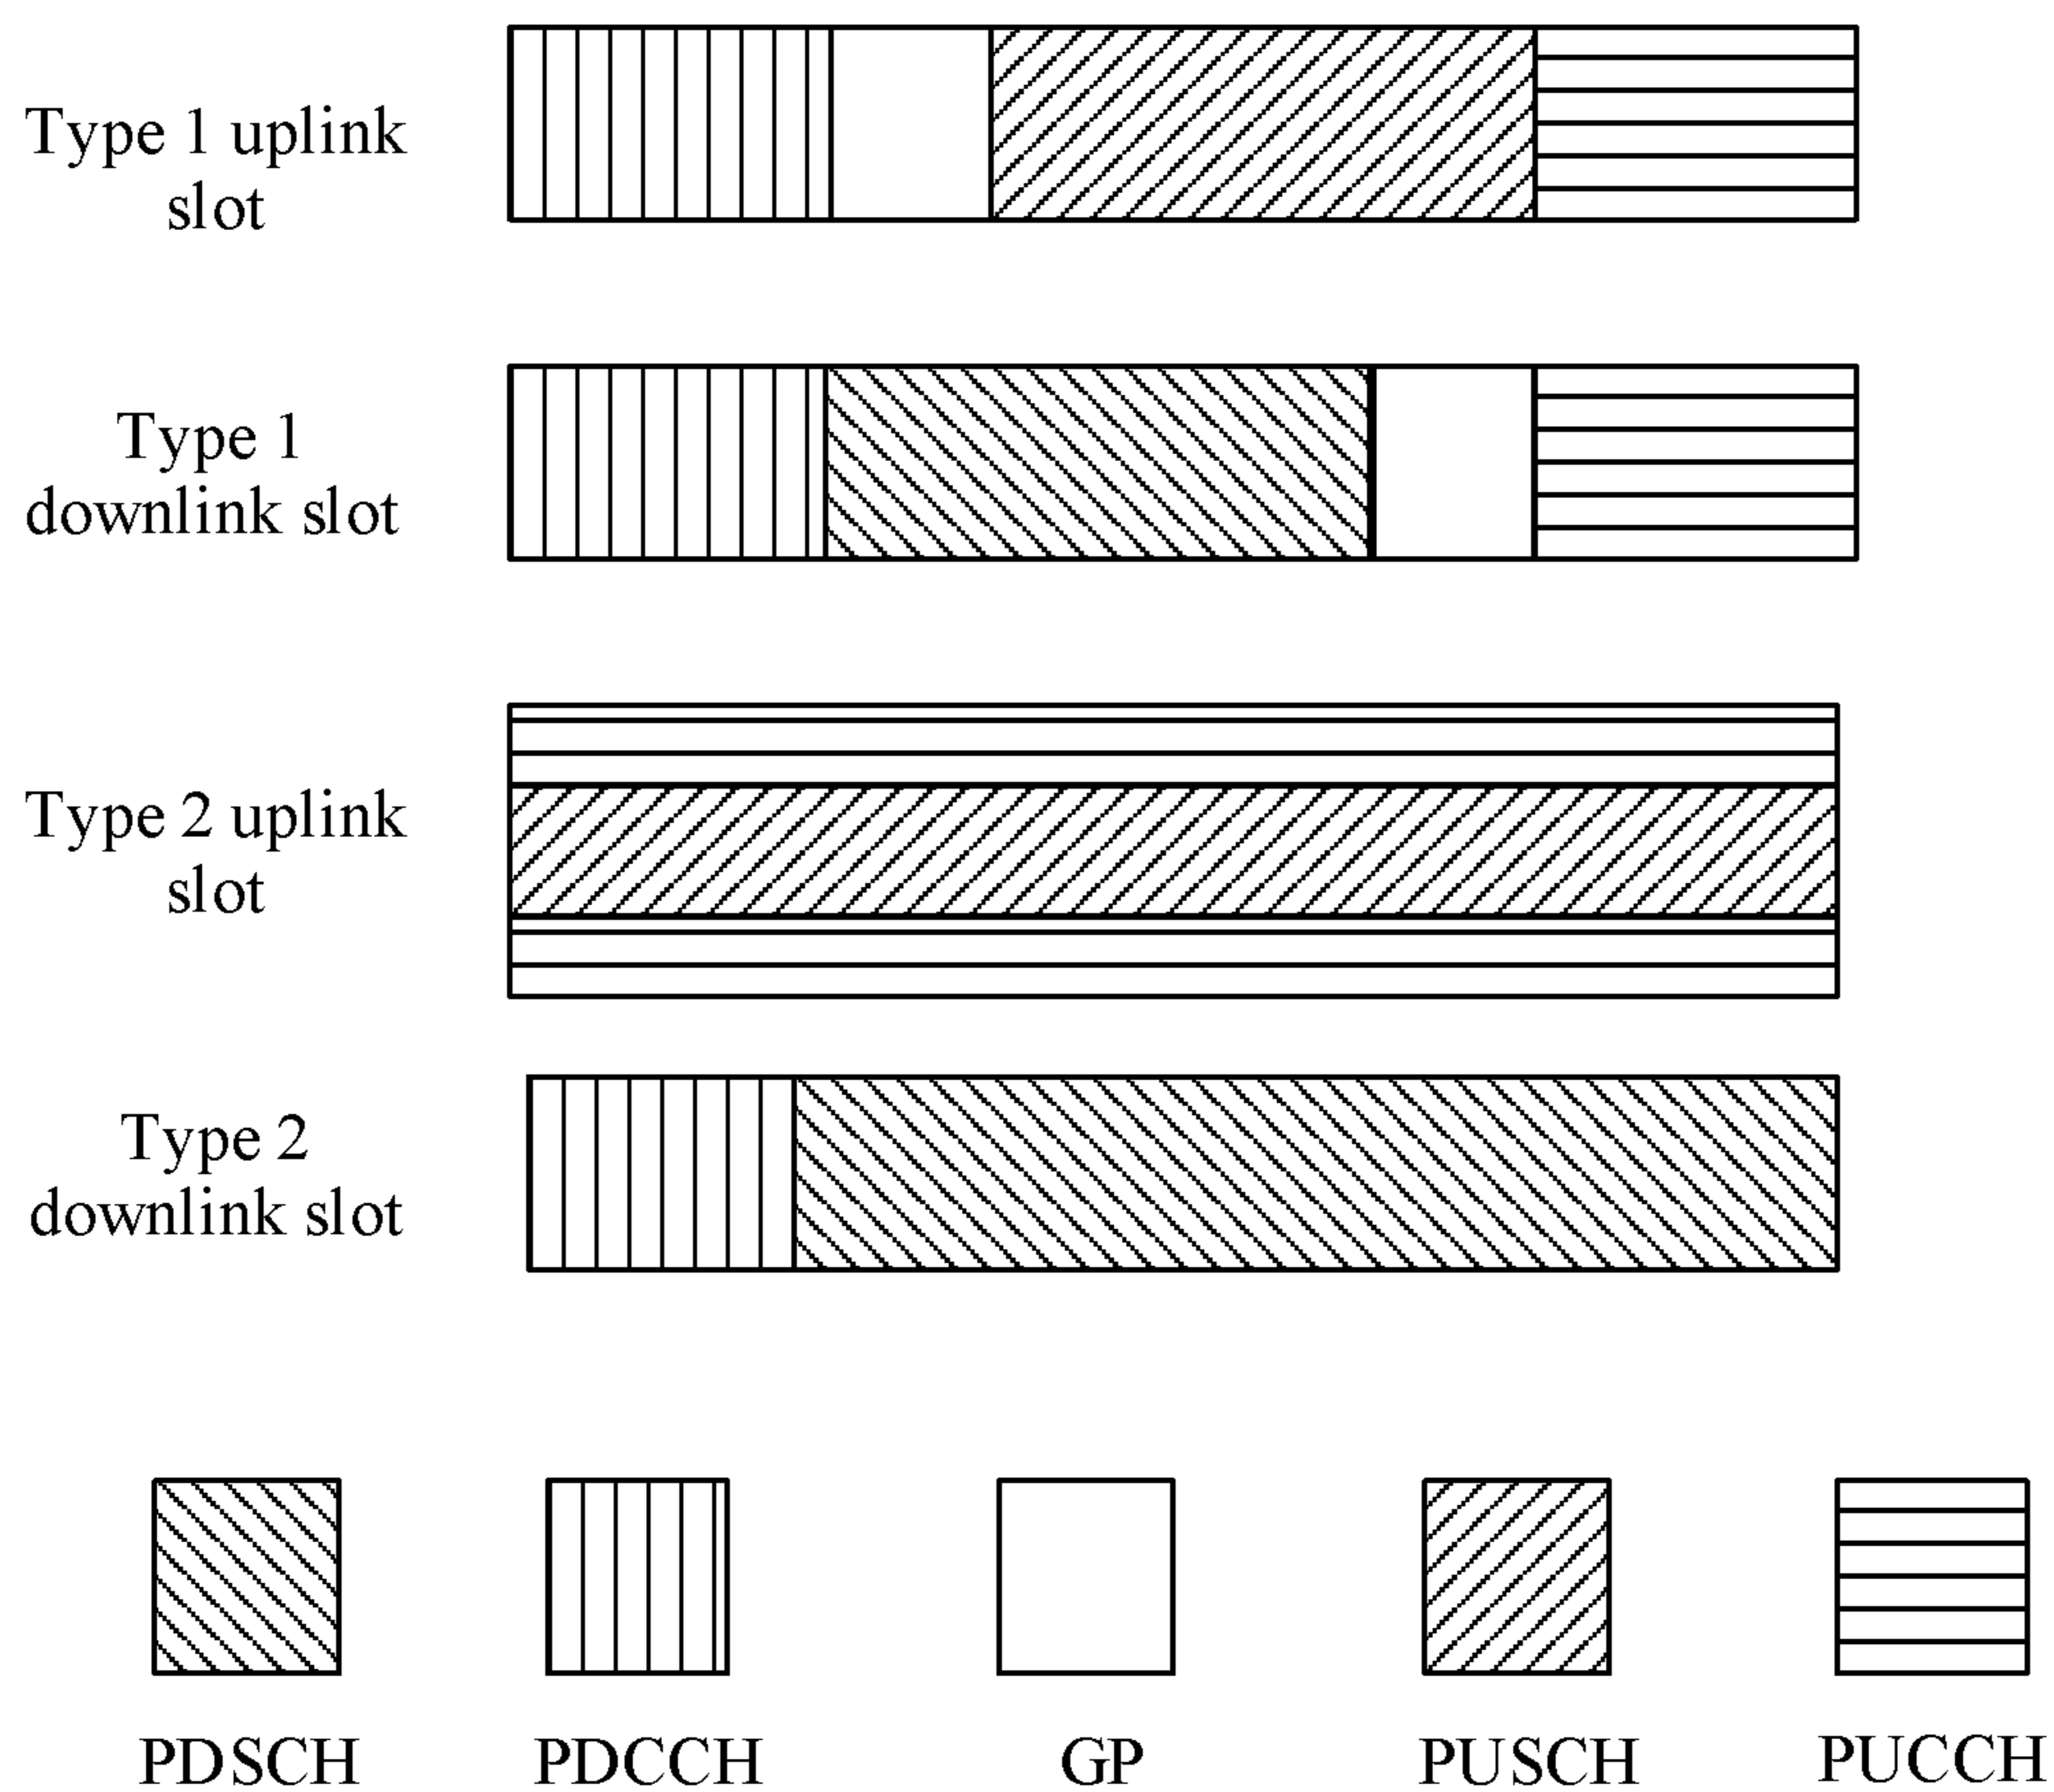 Type 1 uplink
slot
Type 1
downlink slot
Type 2 uplink
slot
Type 2
downlink slot
PDSCH
PDCCH
GP
PUSCH
PUCCH